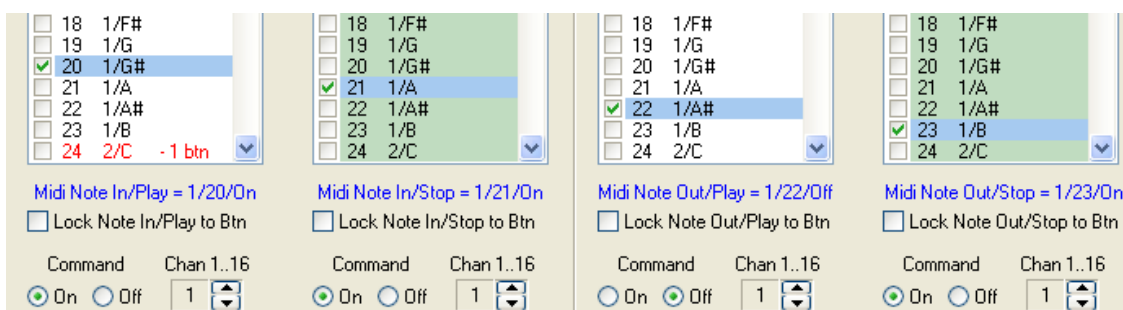 18 1/F#
19 1/G
20 1/G#
21 1/A
22 1/A#
23 1/B
24 2/C - 1 btn
Midi Note In/Play = 1/20/On
Lock Note In/Play to Btn
Command Chan 1..16
On Off 1
18 1/F#
19 1/G
20 1/G#
21 1/A
22 1/A#
23 1/B
24 2/C
Midi Note In/Stop = 1/21/On
Lock Note In/Stop to Btn
Command Chan 1..16
On Off 1
18 1/F#
19 1/G
20 1/G#
21 1/A
22 1/A#
23 1/B
24 2/C
Midi Note Out/Play = 1/22/Off
Lock Note Out/Play to Btn
Command Chan 1..16
On Off 1
18 1/F#
19 1/G
20 1/G#
21 1/A
22 1/A#
23 1/B
24 2/C
Midi Note Out/Stop = 1/23/On
Lock Note Out/Stop to Btn
Command Chan 1..16
On Off 1